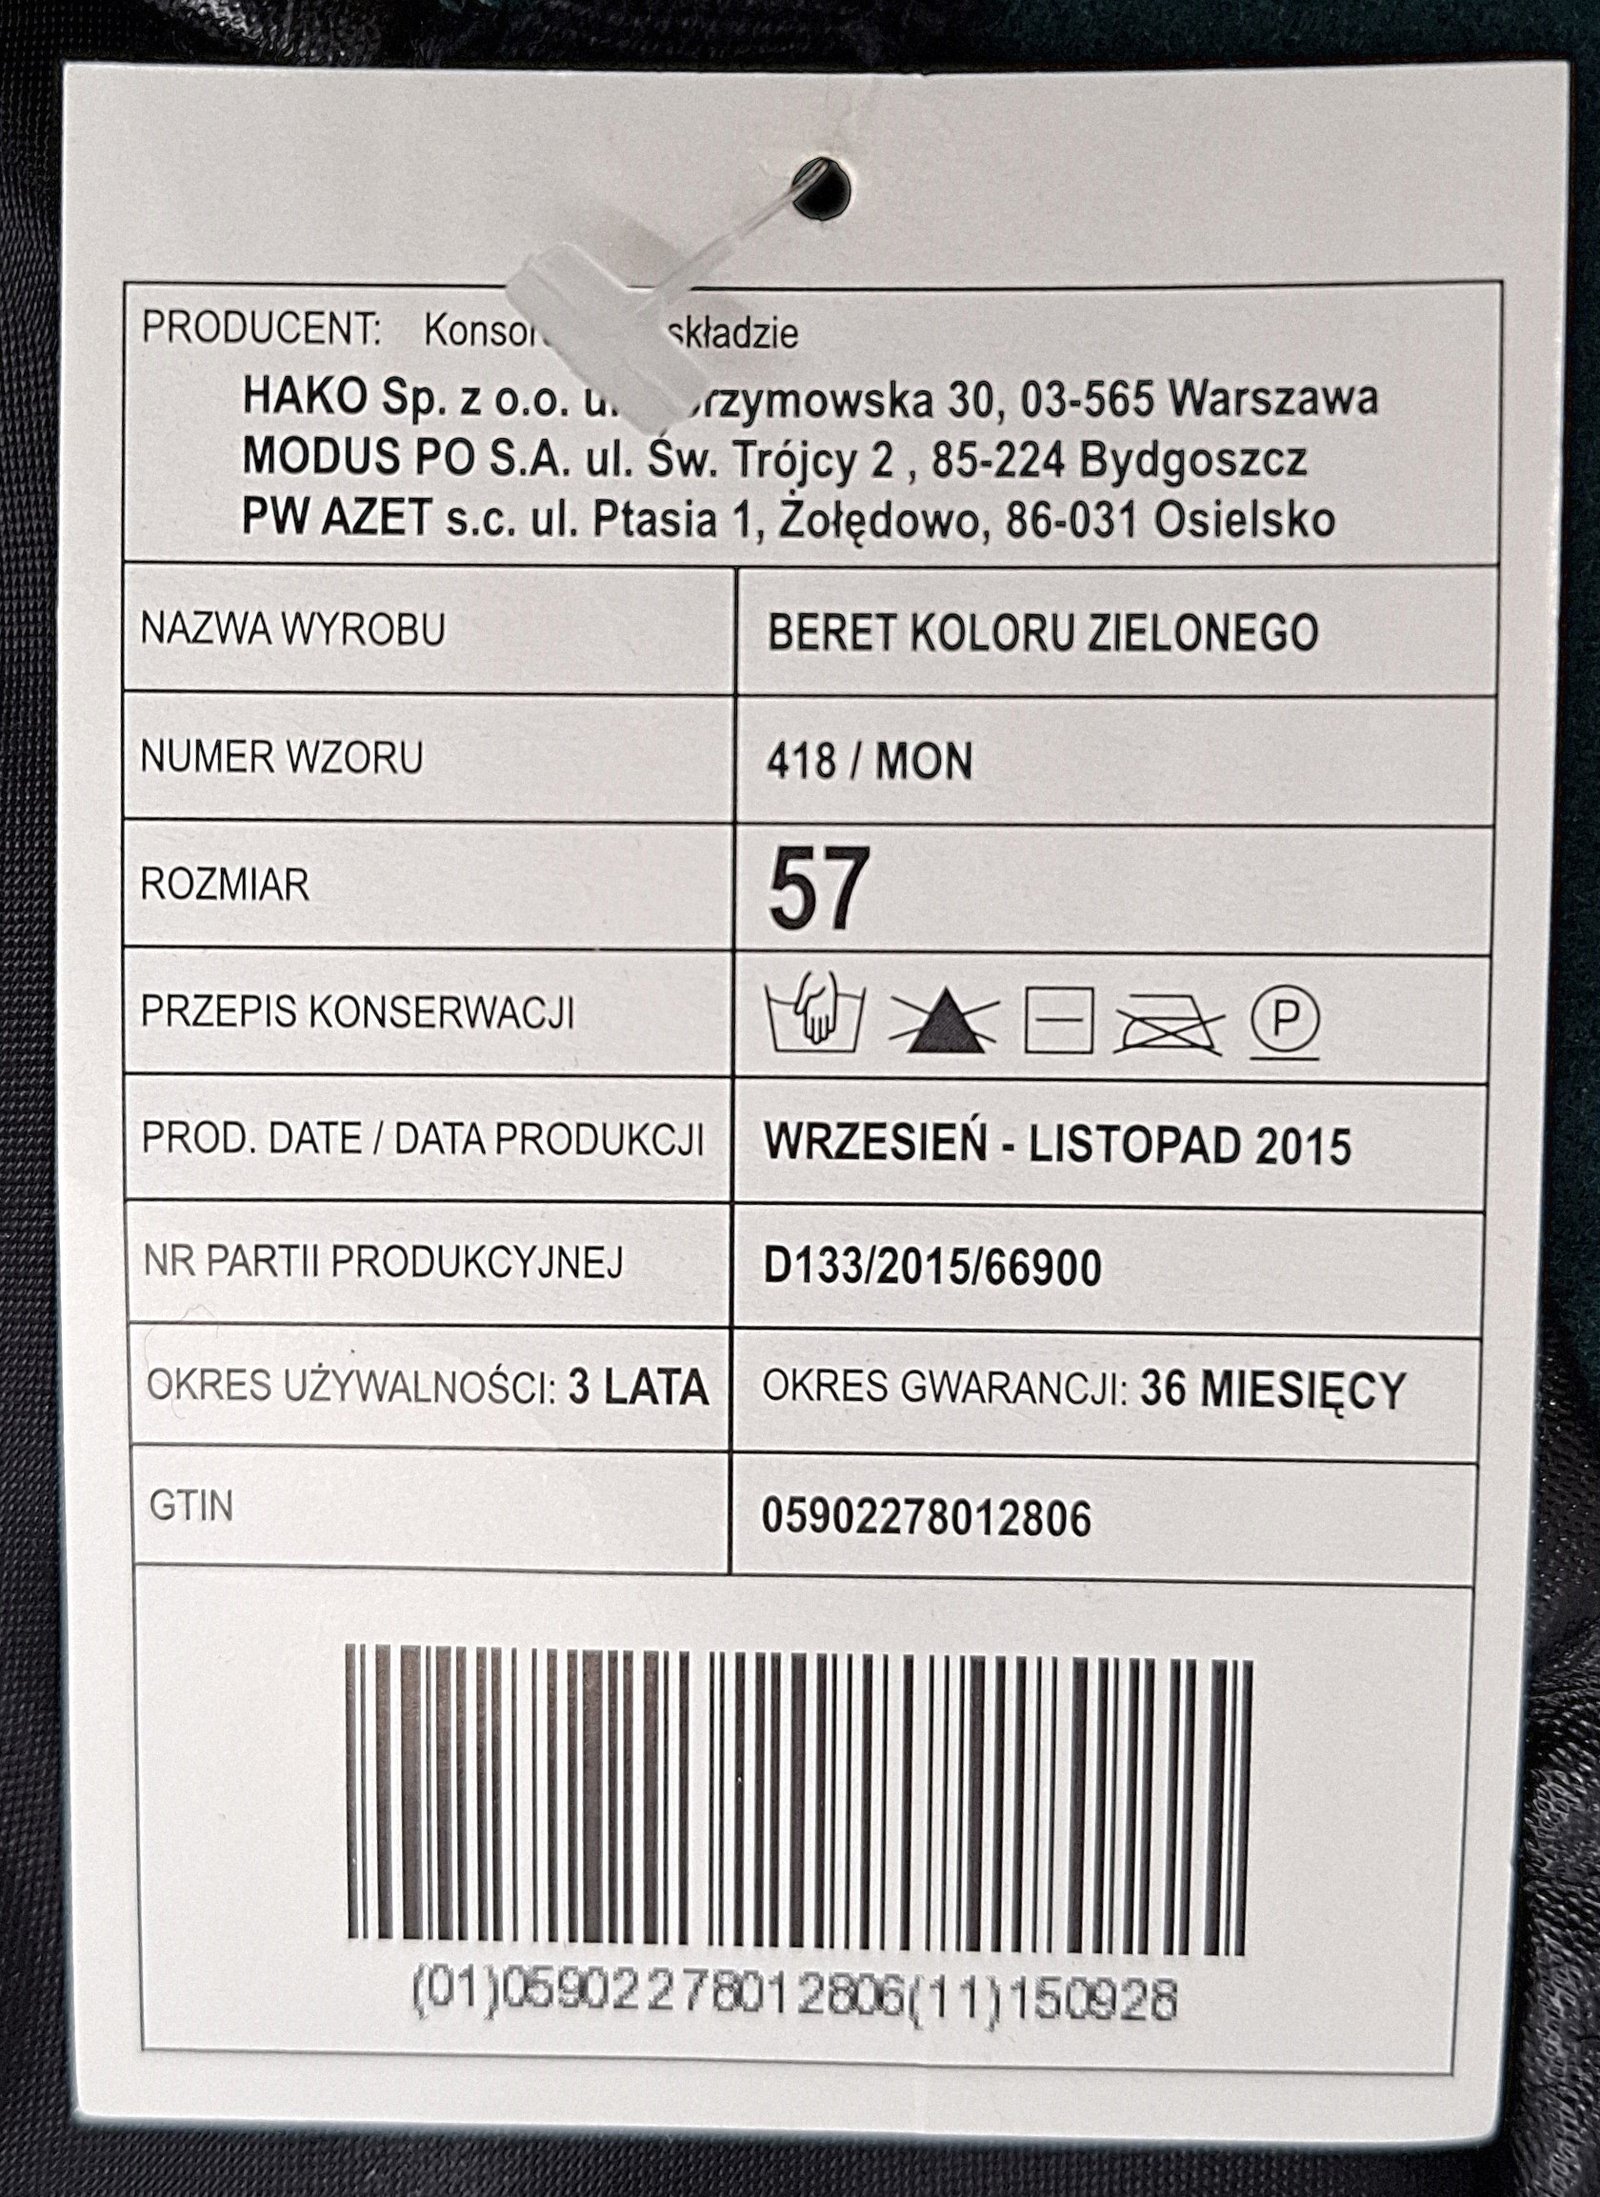 PRODUCENT: składzie
HAKO Sp. z o.o. 30, 03-565 Warszawa
MODUS PO S.A. ul. Św. Trójcy 2 , 85-224 Bydgoszcz
PW AZET s.c. ul. Ptasia 1, Żołędowo, 86-031 Osielsko
NAZWA WYROBU BERET KOLORU ZIELONEGO
NUMER WZORU 418 / MON
ROZMIAR 57
PRZEPIS KONSERWACJI P
PROD. DATE / DATA PRODUKCJI WRZESIEŃ - LISTOPAD 2015
NR PARTII PRODUKCYJNEJ D133/2015/66900
OKRES UŻYWALNOŚCI: 3 LATA OKRES GWARANCJI: 36 MIESIĘCY
GTIN 05902278012806
(01)05902278012806(11)150928